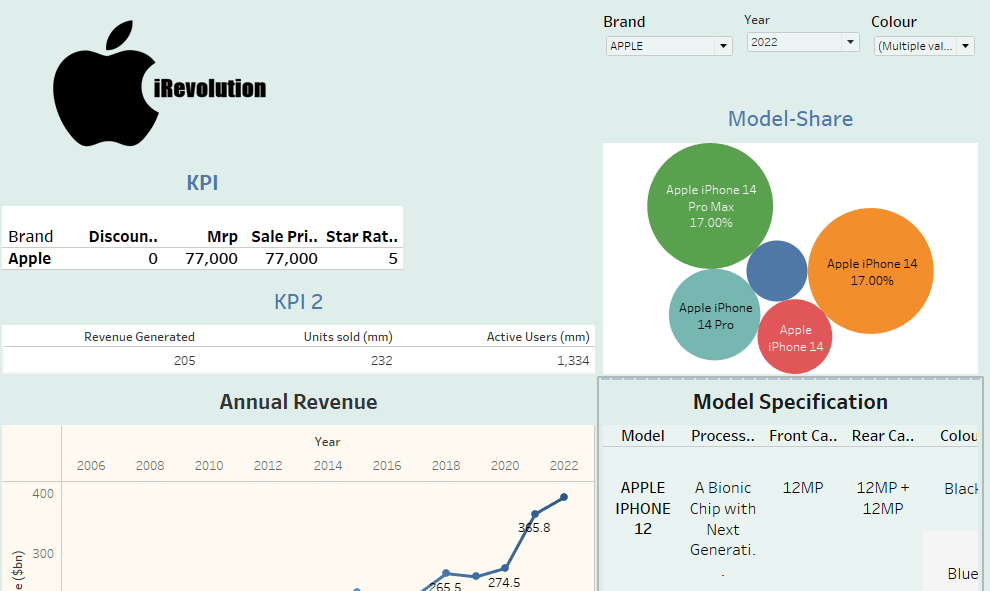 iRevolution
Brand
APPLE
Year
2022
Colour
(Multiple val...
KPI
Brand Discoun.. Mrp Sale Pri.. Star Rat..
Apple 0 77,000 77,000 5
KPI 2
Revenue Generated Units sold (mm) Active Users (mm)
205 232 1,334
Model-Share
Apple iPhone 14
Pro Max
17.00%
Apple iPhone 14
17.00%
Apple iPhone
14 Pro
Apple
iPhone 14
Annual Revenue
Year
2006 2008 2010 2012 2014 2016 2018 2020 2022
400
300
e ($bn)
365.8
265.5
274.5
Model Specification
Model Process.. Front Ca.. Rear Ca.. Colou
APPLE
IPHONE
12
A Bionic
Chip with
Next
Generati.
.
12MP
12MP +
12MP
Black
Blue